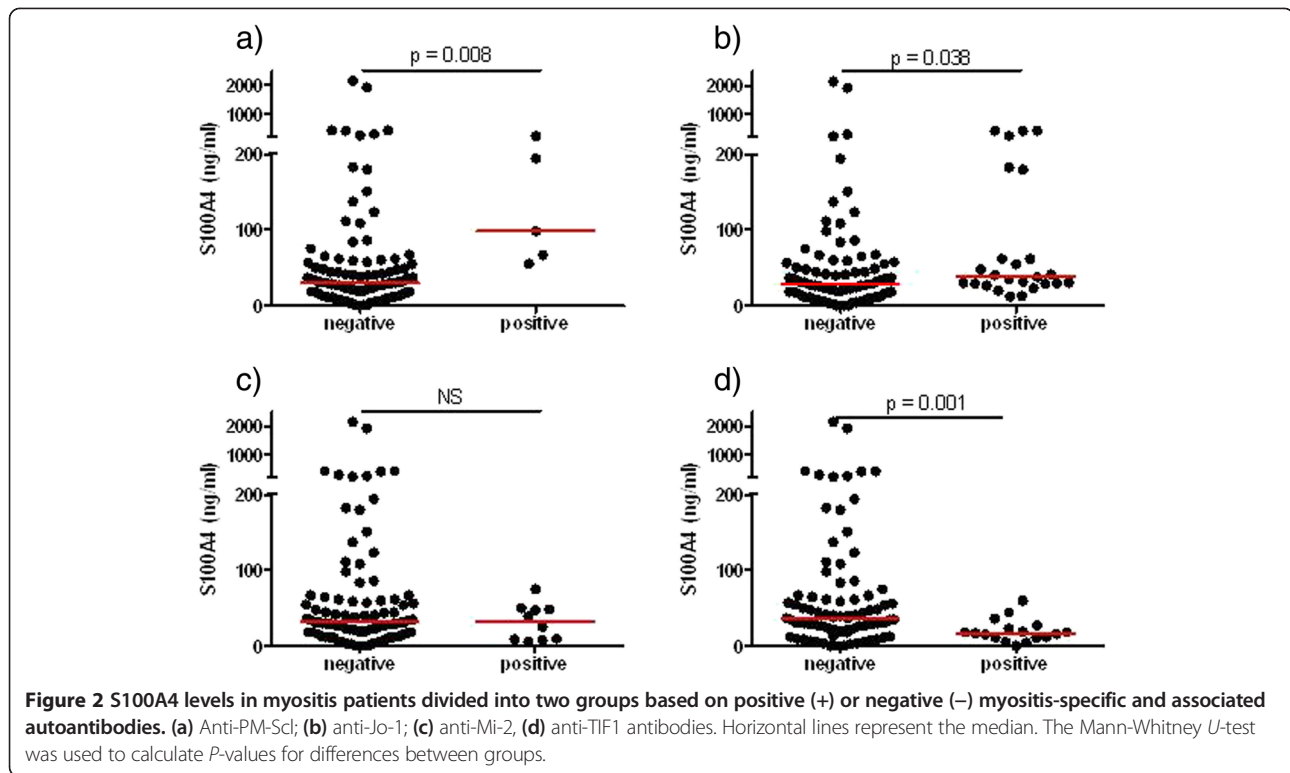 a)
p = 0.008
2000
1000
200
100
0
S100A4 (ng/ml)
negative
positive
b)
p = 0.038
2000
1000
200
100
0
S100A4 (ng/ml)
negative
positive
c)
NS
2000
1000
200
100
0
S100A4 (ng/ml)
negative
positive
d)
p = 0.001
2000
1000
200
100
0
S100A4 (ng/ml)
negative
positive
Figure 2 S100A4 levels in myositis patients divided into two groups based on positive (+) or negative (−) myositis-specific and associated
autoantibodies. (a) Anti-PM-Scl; (b) anti-Jo-1; (c) anti-Mi-2, (d) anti-TIF1 antibodies. Horizontal lines represent the median. The Mann-Whitney U-test
was used to calculate P-values for differences between groups.